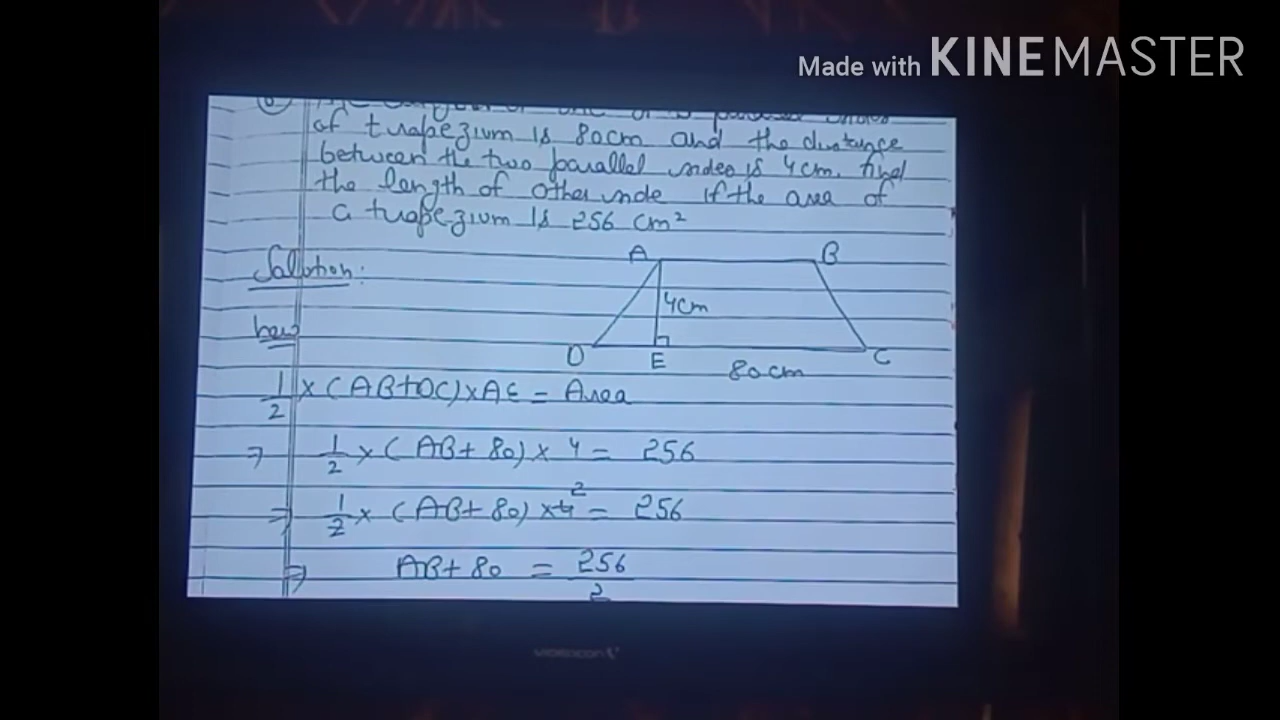 Made with KINEMASTER
of trapezium is 80cm and the distance
between the two parallel sides is 4cm. find
the length of other side if the area of
a trapezium is 256 cm²
Solution:
A B
4cm
D E C
80cm
1/2 × (AB+DC) × AE = Area
⇒ 1/2 × (AB+ 80) × 4 = 256
⇒ 1/2 × (AB+ 80) × 4 2 = 256
⇒ AB+ 80 = 256/2
VIDEOCON